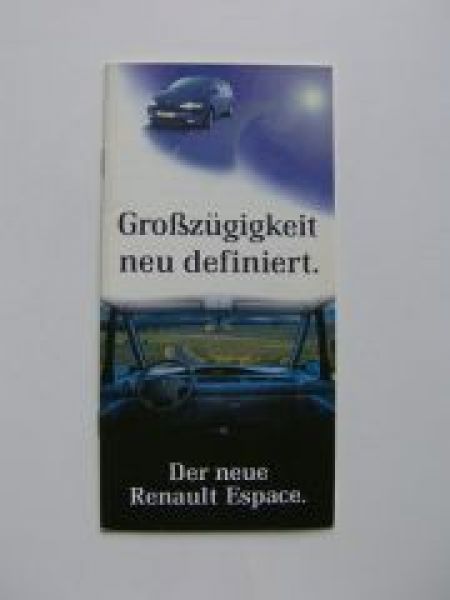 Großzügigkeit
neu definiert.
Der neue
Renault Espace.